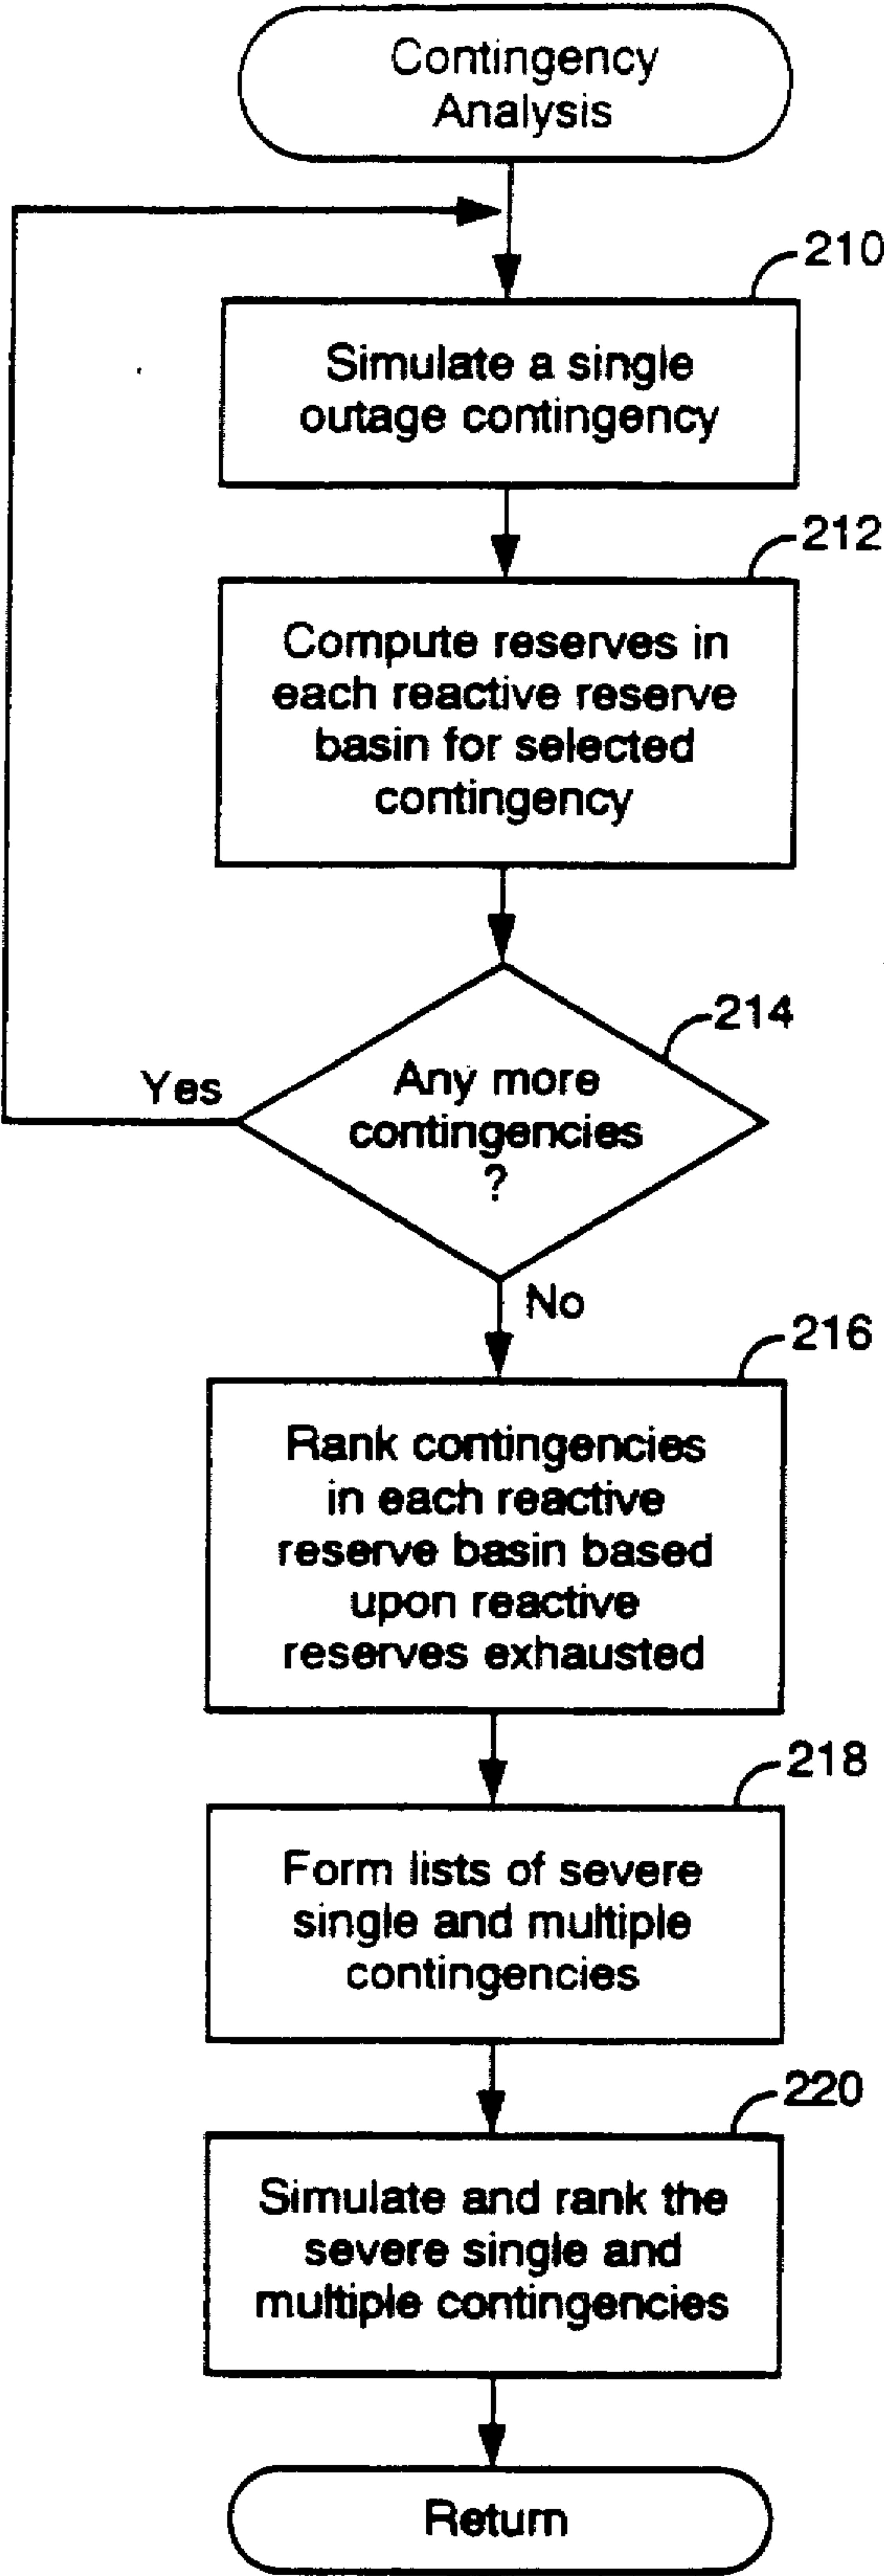 Contingency
Analysis
210
Simulate a single
outage contingency
212
Compute reserves in
each reactive reserve
basin for selected
contingency
214
Any more
contingencies
?
Yes
No
216
Rank contingencies
in each reactive
reserve basin based
upon reactive
reserves exhausted
218
Form lists of severe
single and multiple
contingencies
220
Simulate and rank the
severe single and
multiple contingencies
Return